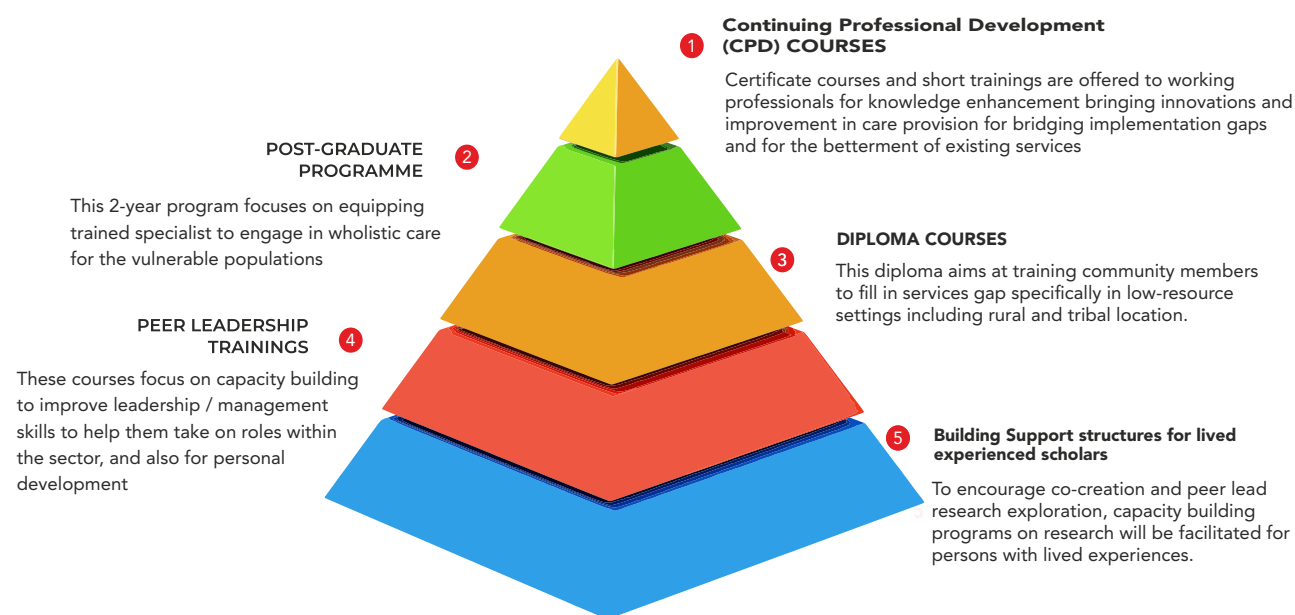 1
Continuing Professional Development
(CPD) COURSES
Certificate courses and short trainings are offered to working
professionals for knowledge enhancement bringing innovations and
improvement in care provision for bridging implementation gaps
and for the betterment of existing services
2
POST-GRADUATE
PROGRAMME
This 2-year program focuses on equipping
trained specialist to engage in wholistic care
for the vulnerable populations
3
DIPLOMA COURSES
This diploma aims at training community members
to fill in services gap specifically in low-resource
settings including rural and tribal location.
4
PEER LEADERSHIP
TRAININGS
These courses focus on capacity building
to improve leadership / management
skills to help them take on roles within
the sector, and also for personal
development
5
Building Support structures for lived
experienced scholars
To encourage co-creation and peer lead
research exploration, capacity building
programs on research will be facilitated for
persons with lived experiences.